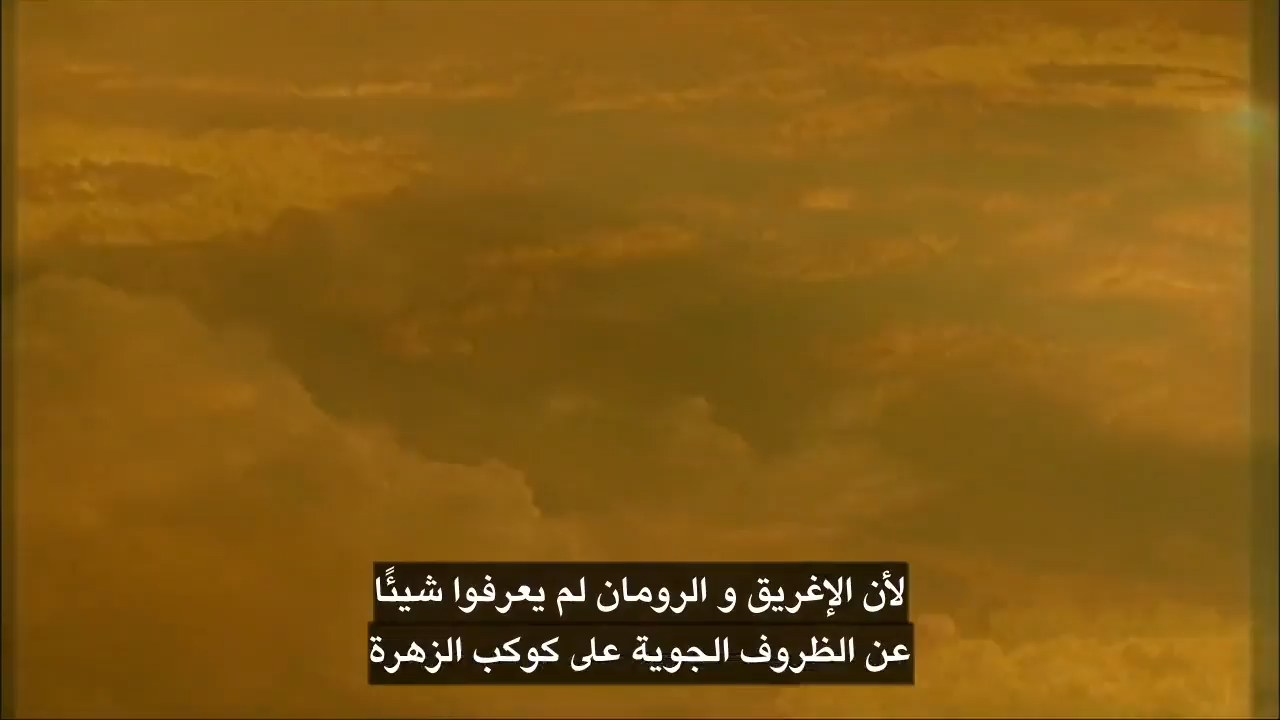 لأن الإغريق و الرومان لم يعرفوا شيئًا
عن الظروف الجوية على كوكب الزهرة